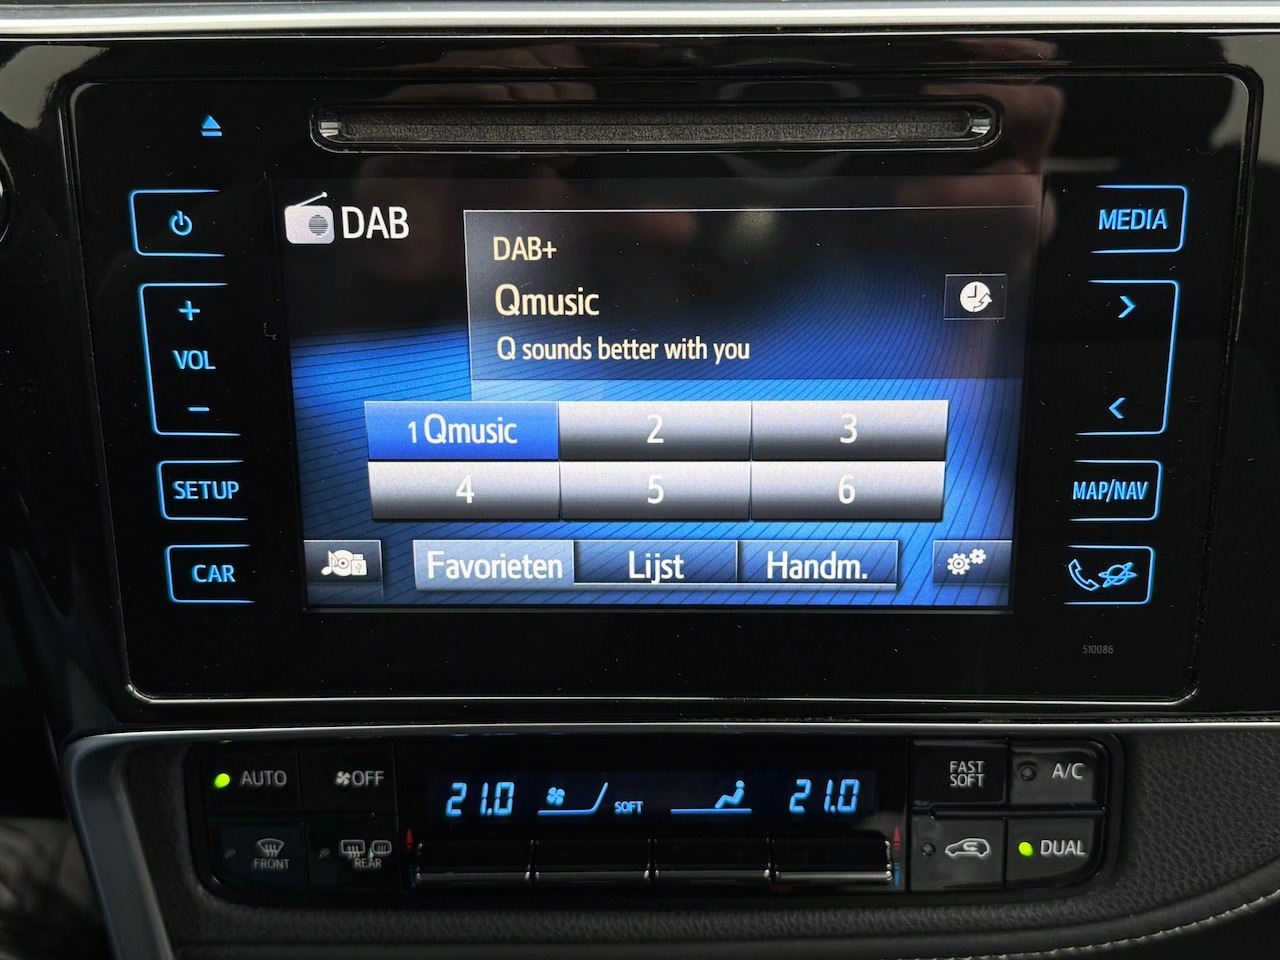 DAB
DAB+
Qmusic
Q sounds better with you
1 Qmusic 2 3
4 5 6
Favorieten Lijst Handm.
+
VOL
−
SETUP
CAR
MEDIA
>
<
MAP/NAV
510086
AUTO OFF
FRONT REAR
21.0 SOFT 21.0
FAST SOFT
A/C
DUAL